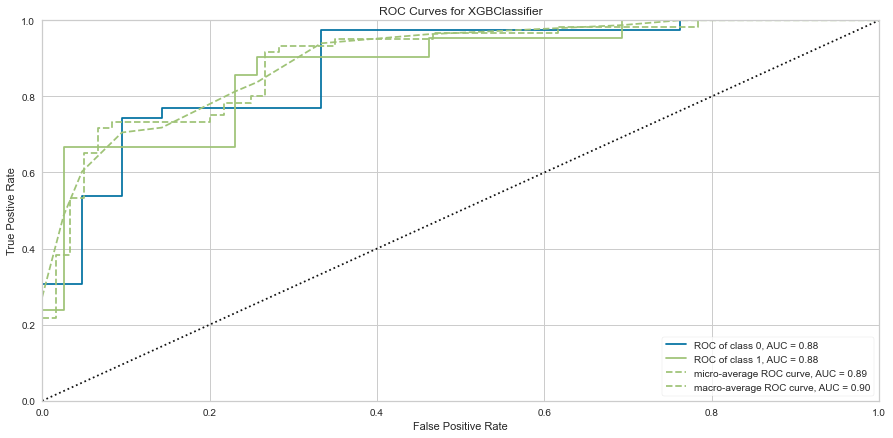 ROC Curves for XGBClassifier
1.0
0.8
0.6
0.4
0.2
0.0
True Postive Rate
0.0 0.2 0.4 0.6 0.8 1.0
False Positive Rate
ROC of class 0, AUC = 0.88
ROC of class 1, AUC = 0.88
micro-average ROC curve, AUC = 0.89
macro-average ROC curve, AUC = 0.90